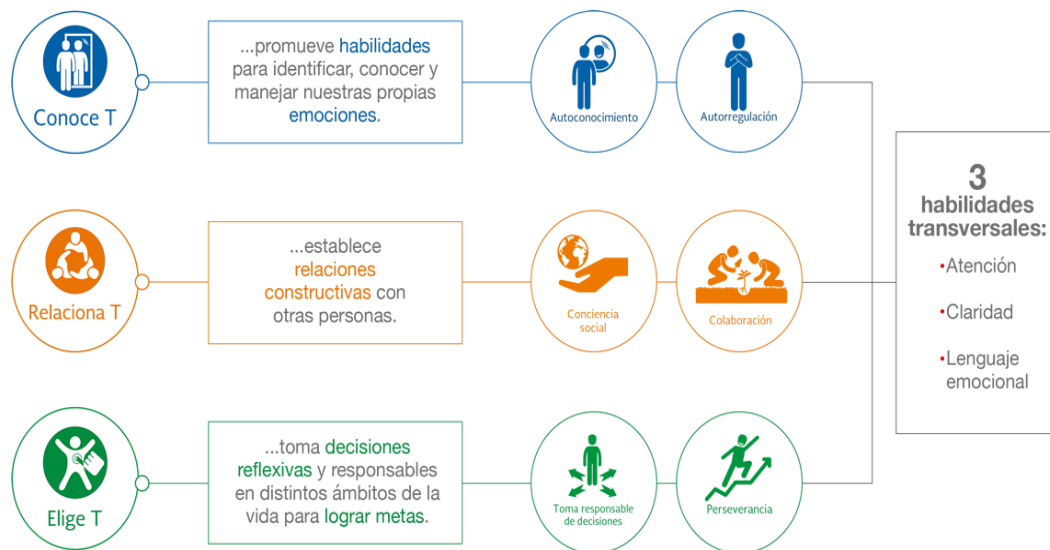 Conoce T
...promueve habilidades
para identificar, conocer y
manejar nuestras propias
emociones.
Autoconocimiento
Autorregulación
Relaciona T
...establece
relaciones
constructivas con
otras personas.
Conciencia
social
Colaboración
Elige T
...toma decisiones
reflexivas y responsables
en distintos ámbitos de la
vida para lograr metas.
Toma responsable
de decisiones
Perseverancia
3
habilidades
transversales:
•Atención
•Claridad
•Lenguaje
emocional